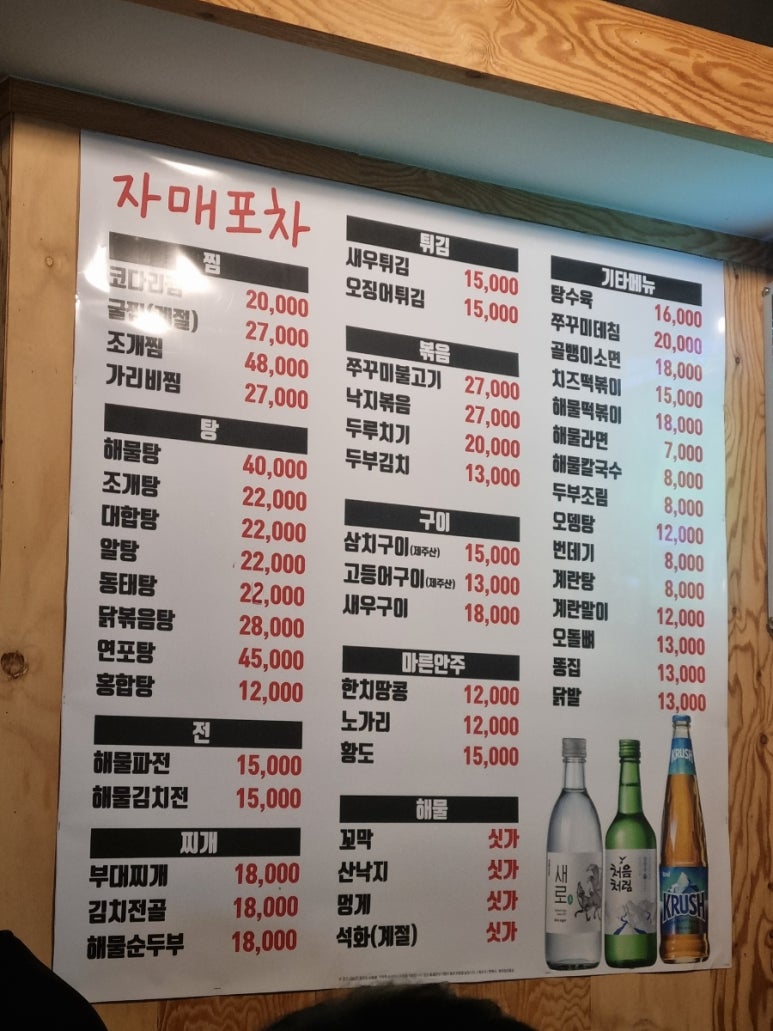 자매포차
찜
코다리찜 20,000
굴찜(계절) 27,000
조개찜 48,000
가리비찜 27,000
탕
해물탕 40,000
조개탕 22,000
대합탕 22,000
알탕 22,000
동태탕 22,000
닭볶음탕 28,000
연포탕 45,000
홍합탕 12,000
전
해물파전 15,000
해물김치전 15,000
찌개
부대찌개 18,000
김치전골 18,000
해물순두부 18,000
튀김
새우튀김 15,000
오징어튀김 15,000
볶음
쭈꾸미불고기 27,000
낙지볶음 27,000
두루치기 20,000
두부김치 13,000
구이
삼치구이(제주산) 15,000
고등어구이(제주산) 13,000
새우구이 18,000
마른안주
한치땅콩 12,000
노가리 12,000
황도 15,000
해물
꼬막 싯가
산낙지 싯가
멍게 싯가
석화(계절) 싯가
기타메뉴
탕수육 16,000
쭈꾸미데침 20,000
골뱅이소면 18,000
치즈떡볶이 15,000
해물떡볶이 18,000
해물라면 7,000
해물칼국수 8,000
두부조림 8,000
오뎅탕 12,000
번데기 8,000
계란탕 8,000
계란말이 12,000
오돌뼈 13,000
똥집 13,000
닭발 13,000
새로
처음
처럼
KRUSH
KRUSH